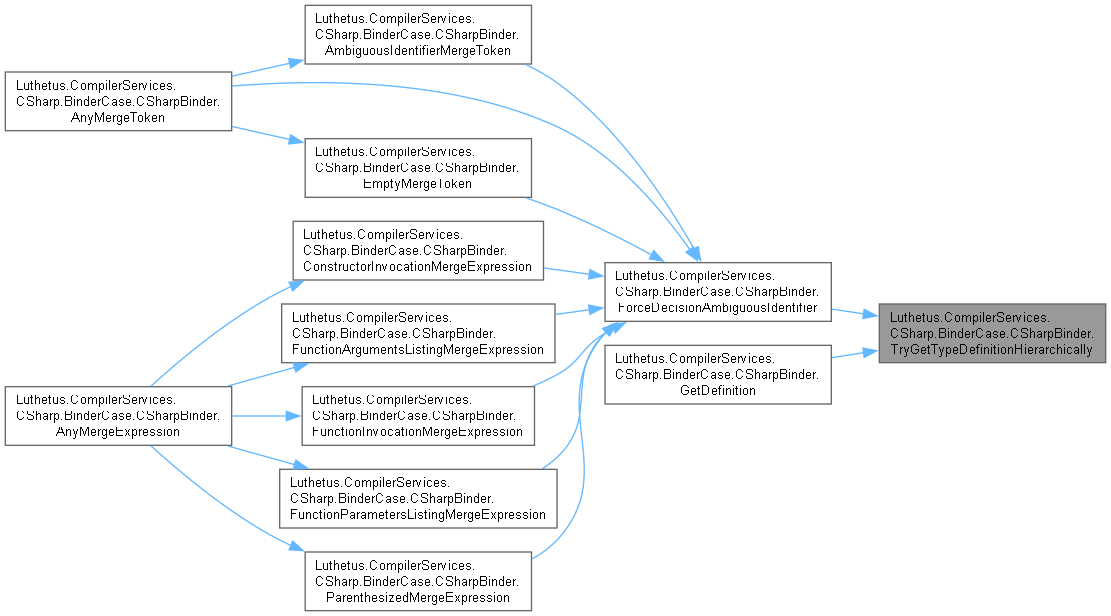 Luthetus.CompilerServices.
CSharp.BinderCase.CSharpBinder.
AmbiguousIdentifierMergeToken
Luthetus.CompilerServices.
CSharp.BinderCase.CSharpBinder.
AnyMergeToken
Luthetus.CompilerServices.
CSharp.BinderCase.CSharpBinder.
EmptyMergeToken
Luthetus.CompilerServices.
CSharp.BinderCase.CSharpBinder.
ConstructorInvocationMergeExpression
Luthetus.CompilerServices.
CSharp.BinderCase.CSharpBinder.
ForceDecisionAmbiguousIdentifier
Luthetus.CompilerServices.
CSharp.BinderCase.CSharpBinder.
TryGetTypeDefinitionHierarchically
Luthetus.CompilerServices.
CSharp.BinderCase.CSharpBinder.
FunctionArgumentsListingMergeExpression
Luthetus.CompilerServices.
CSharp.BinderCase.CSharpBinder.
GetDefinition
Luthetus.CompilerServices.
CSharp.BinderCase.CSharpBinder.
AnyMergeExpression
Luthetus.CompilerServices.
CSharp.BinderCase.CSharpBinder.
FunctionInvocationMergeExpression
Luthetus.CompilerServices.
CSharp.BinderCase.CSharpBinder.
FunctionParametersListingMergeExpression
Luthetus.CompilerServices.
CSharp.BinderCase.CSharpBinder.
ParenthesizedMergeExpression